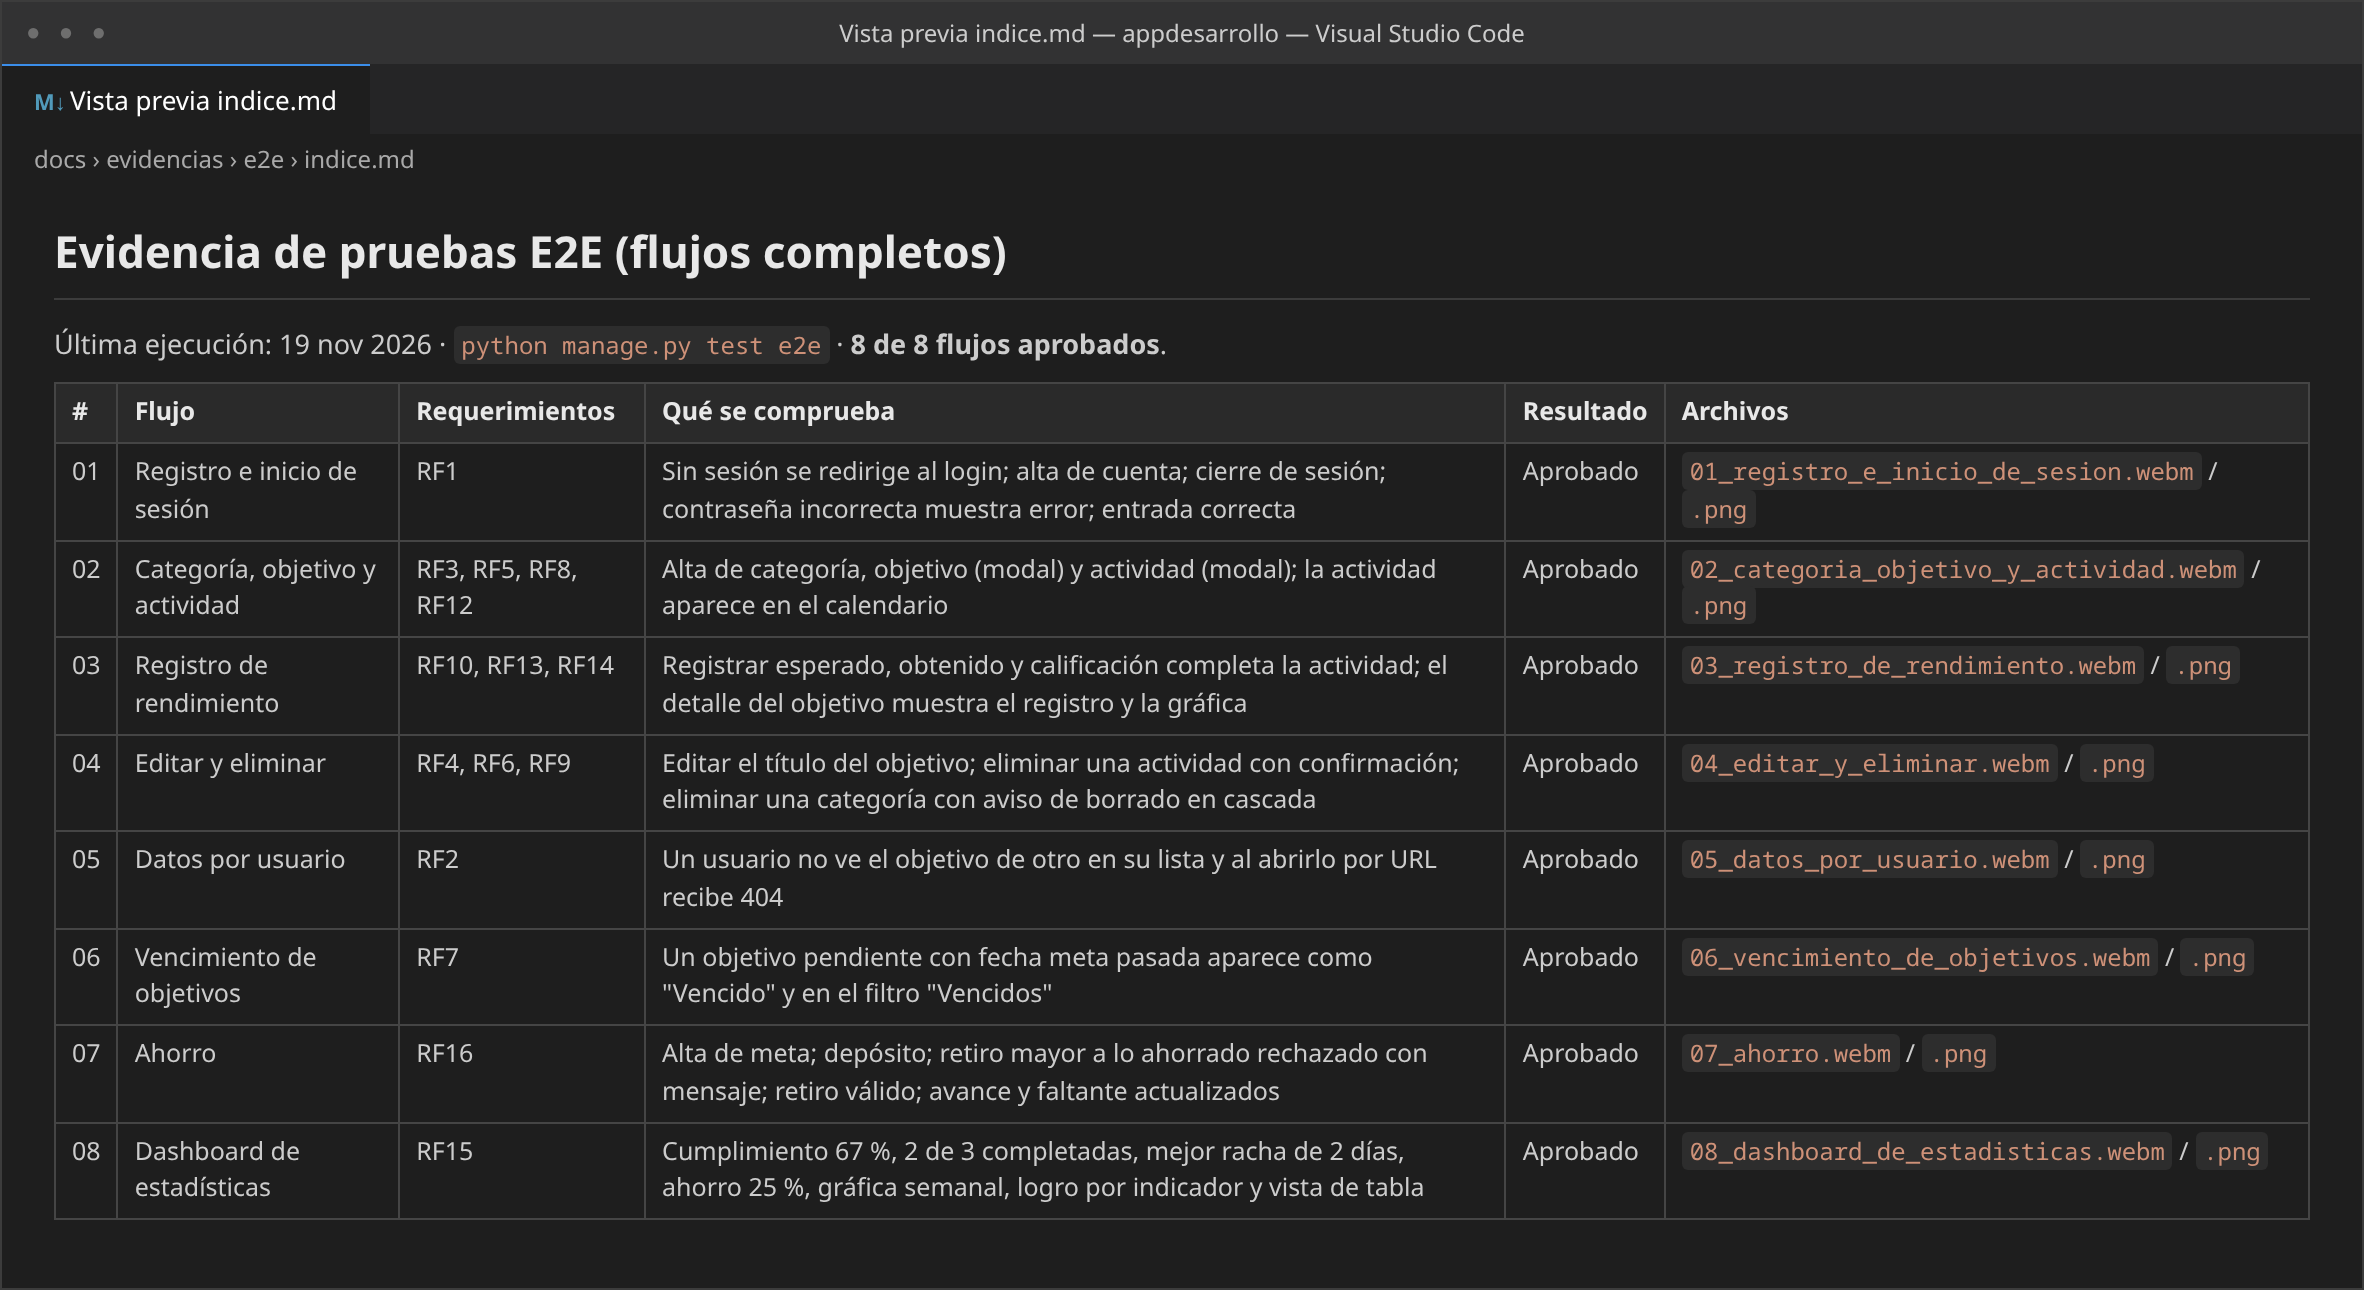 Vista previa indice.md — appdesarrollo — Visual Studio Code
M↓ Vista previa indice.md
docs › evidencias › e2e › indice.md
Evidencia de pruebas E2E (flujos completos)
Última ejecución: 19 nov 2026 · python manage.py test e2e · 8 de 8 flujos aprobados.
# Flujo Requerimientos Qué se comprueba Resultado Archivos
01 Registro e inicio de RF1 Sin sesión se redirige al login; alta de cuenta; cierre de sesión; Aprobado 01_registro_e_inicio_de_sesion.webm /
sesión contraseña incorrecta muestra error; entrada correcta .png
02 Categoría, objetivo y RF3, RF5, RF8, Alta de categoría, objetivo (modal) y actividad (modal); la actividad Aprobado 02_categoria_objetivo_y_actividad.webm /
actividad RF12 aparece en el calendario .png
03 Registro de RF10, RF13, RF14 Registrar esperado, obtenido y calificación completa la actividad; el Aprobado 03_registro_de_rendimiento.webm / .png
rendimiento detalle del objetivo muestra el registro y la gráfica
04 Editar y eliminar RF4, RF6, RF9 Editar el título del objetivo; eliminar una actividad con confirmación; Aprobado 04_editar_y_eliminar.webm / .png
eliminar una categoría con aviso de borrado en cascada
05 Datos por usuario RF2 Un usuario no ve el objetivo de otro en su lista y al abrirlo por URL Aprobado 05_datos_por_usuario.webm / .png
recibe 404
06 Vencimiento de RF7 Un objetivo pendiente con fecha meta pasada aparece como Aprobado 06_vencimiento_de_objetivos.webm / .png
objetivos "Vencido" y en el filtro "Vencidos"
07 Ahorro RF16 Alta de meta; depósito; retiro mayor a lo ahorrado rechazado con Aprobado 07_ahorro.webm / .png
mensaje; retiro válido; avance y faltante actualizados
08 Dashboard de RF15 Cumplimiento 67 %, 2 de 3 completadas, mejor racha de 2 días, Aprobado 08_dashboard_de_estadisticas.webm / .png
estadísticas ahorro 25 %, gráfica semanal, logro por indicador y vista de tabla